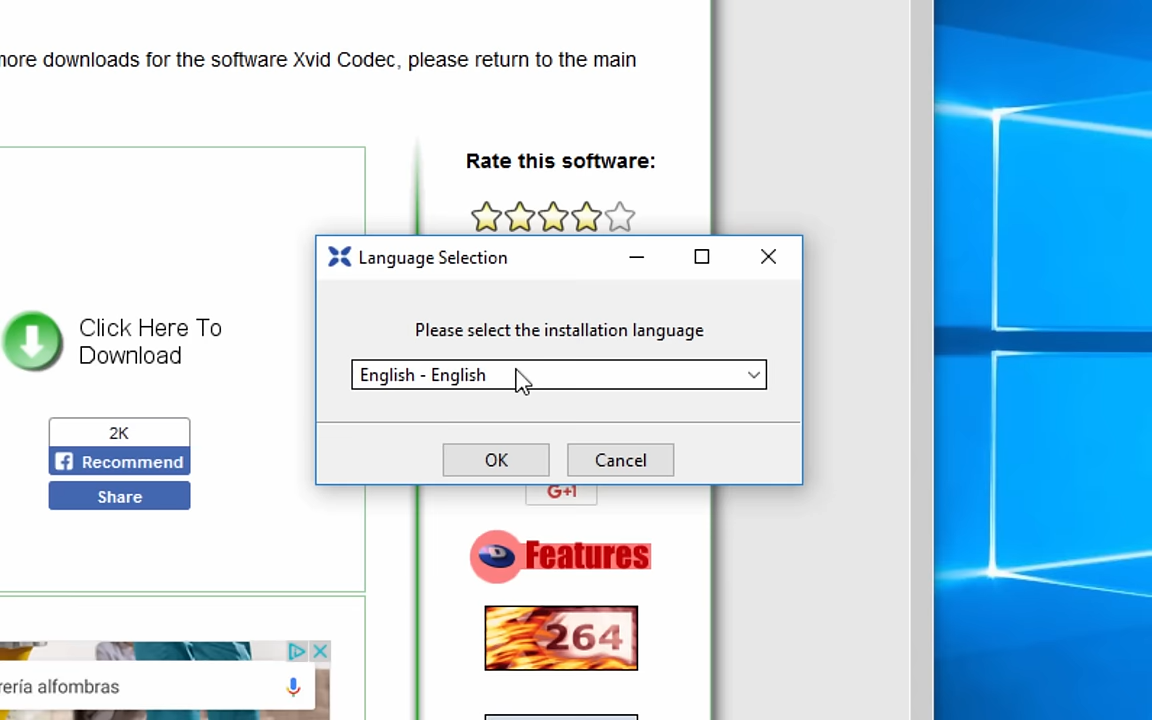 more downloads for the software Xvid Codec, please return to the main
Rate this software:
Language Selection
Please select the installation language
English - English
OK
Cancel
Click Here To
Download
2K
Recommend
Share
G+1
Features
264
rería alfombras